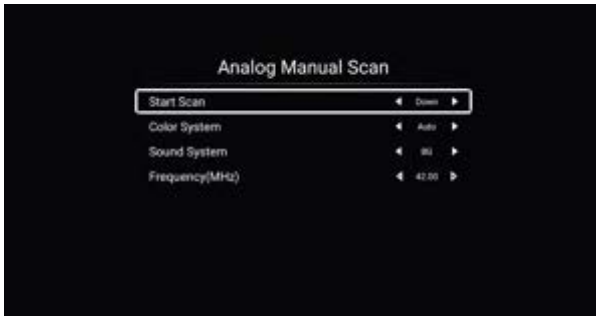 Analog Manual Scan
Start Scan Down
Color System Auto
Sound System BG
Frequency(MHz) 42.00